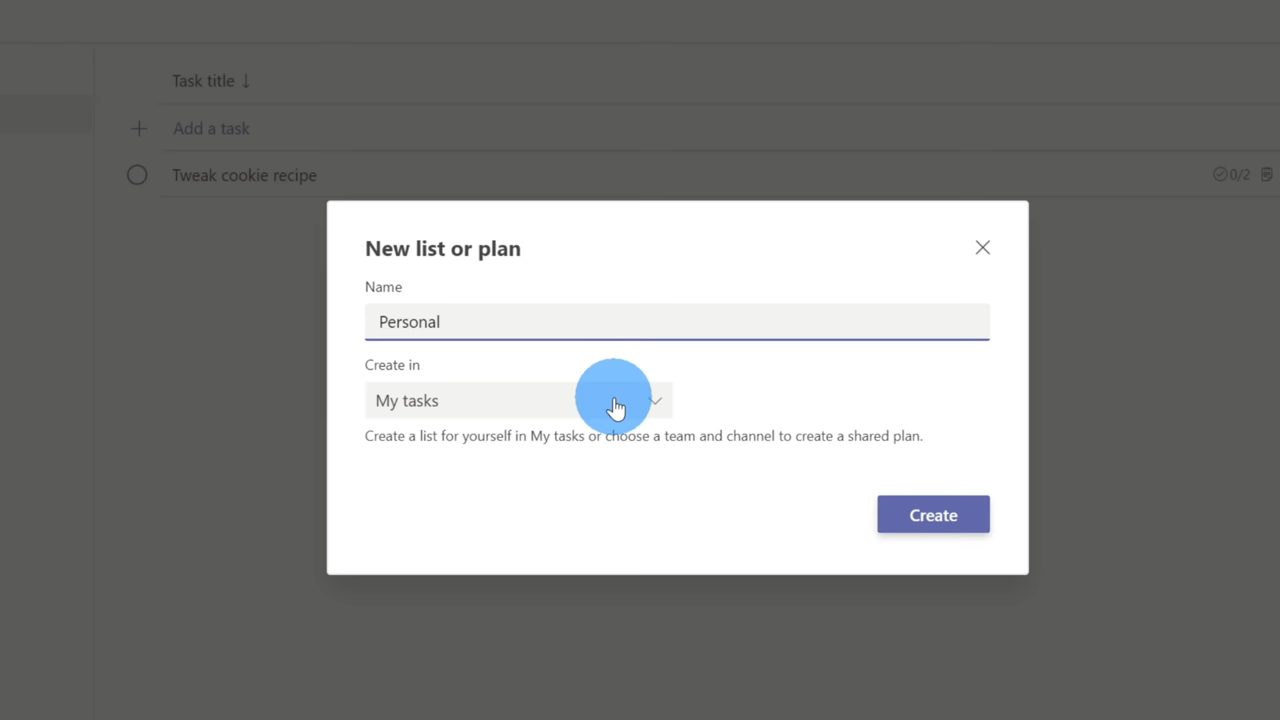 Task title ↓
Add a task
Tweak cookie recipe
0/2
New list or plan
Name
Personal
Create in
My tasks
Create a list for yourself in My tasks or choose a team and channel to create a shared plan.
Create